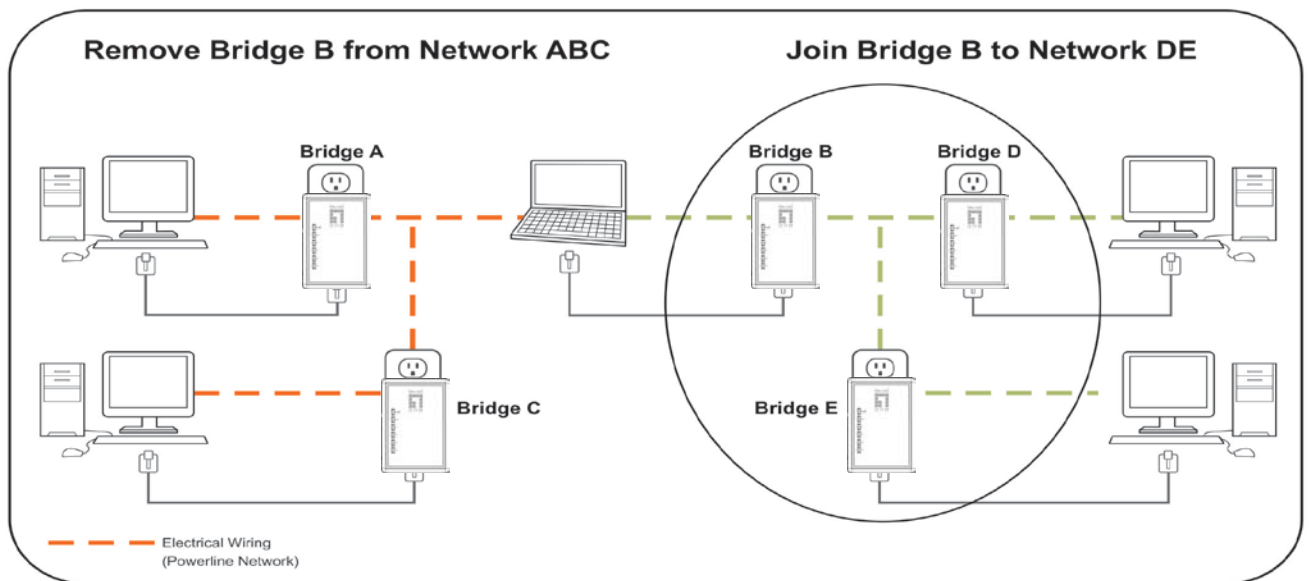 Remove Bridge B from Network ABC
Join Bridge B to Network DE
Bridge A
Bridge B
Bridge D
Bridge C
Bridge E
Electrical Wiring
(Powerline Network)